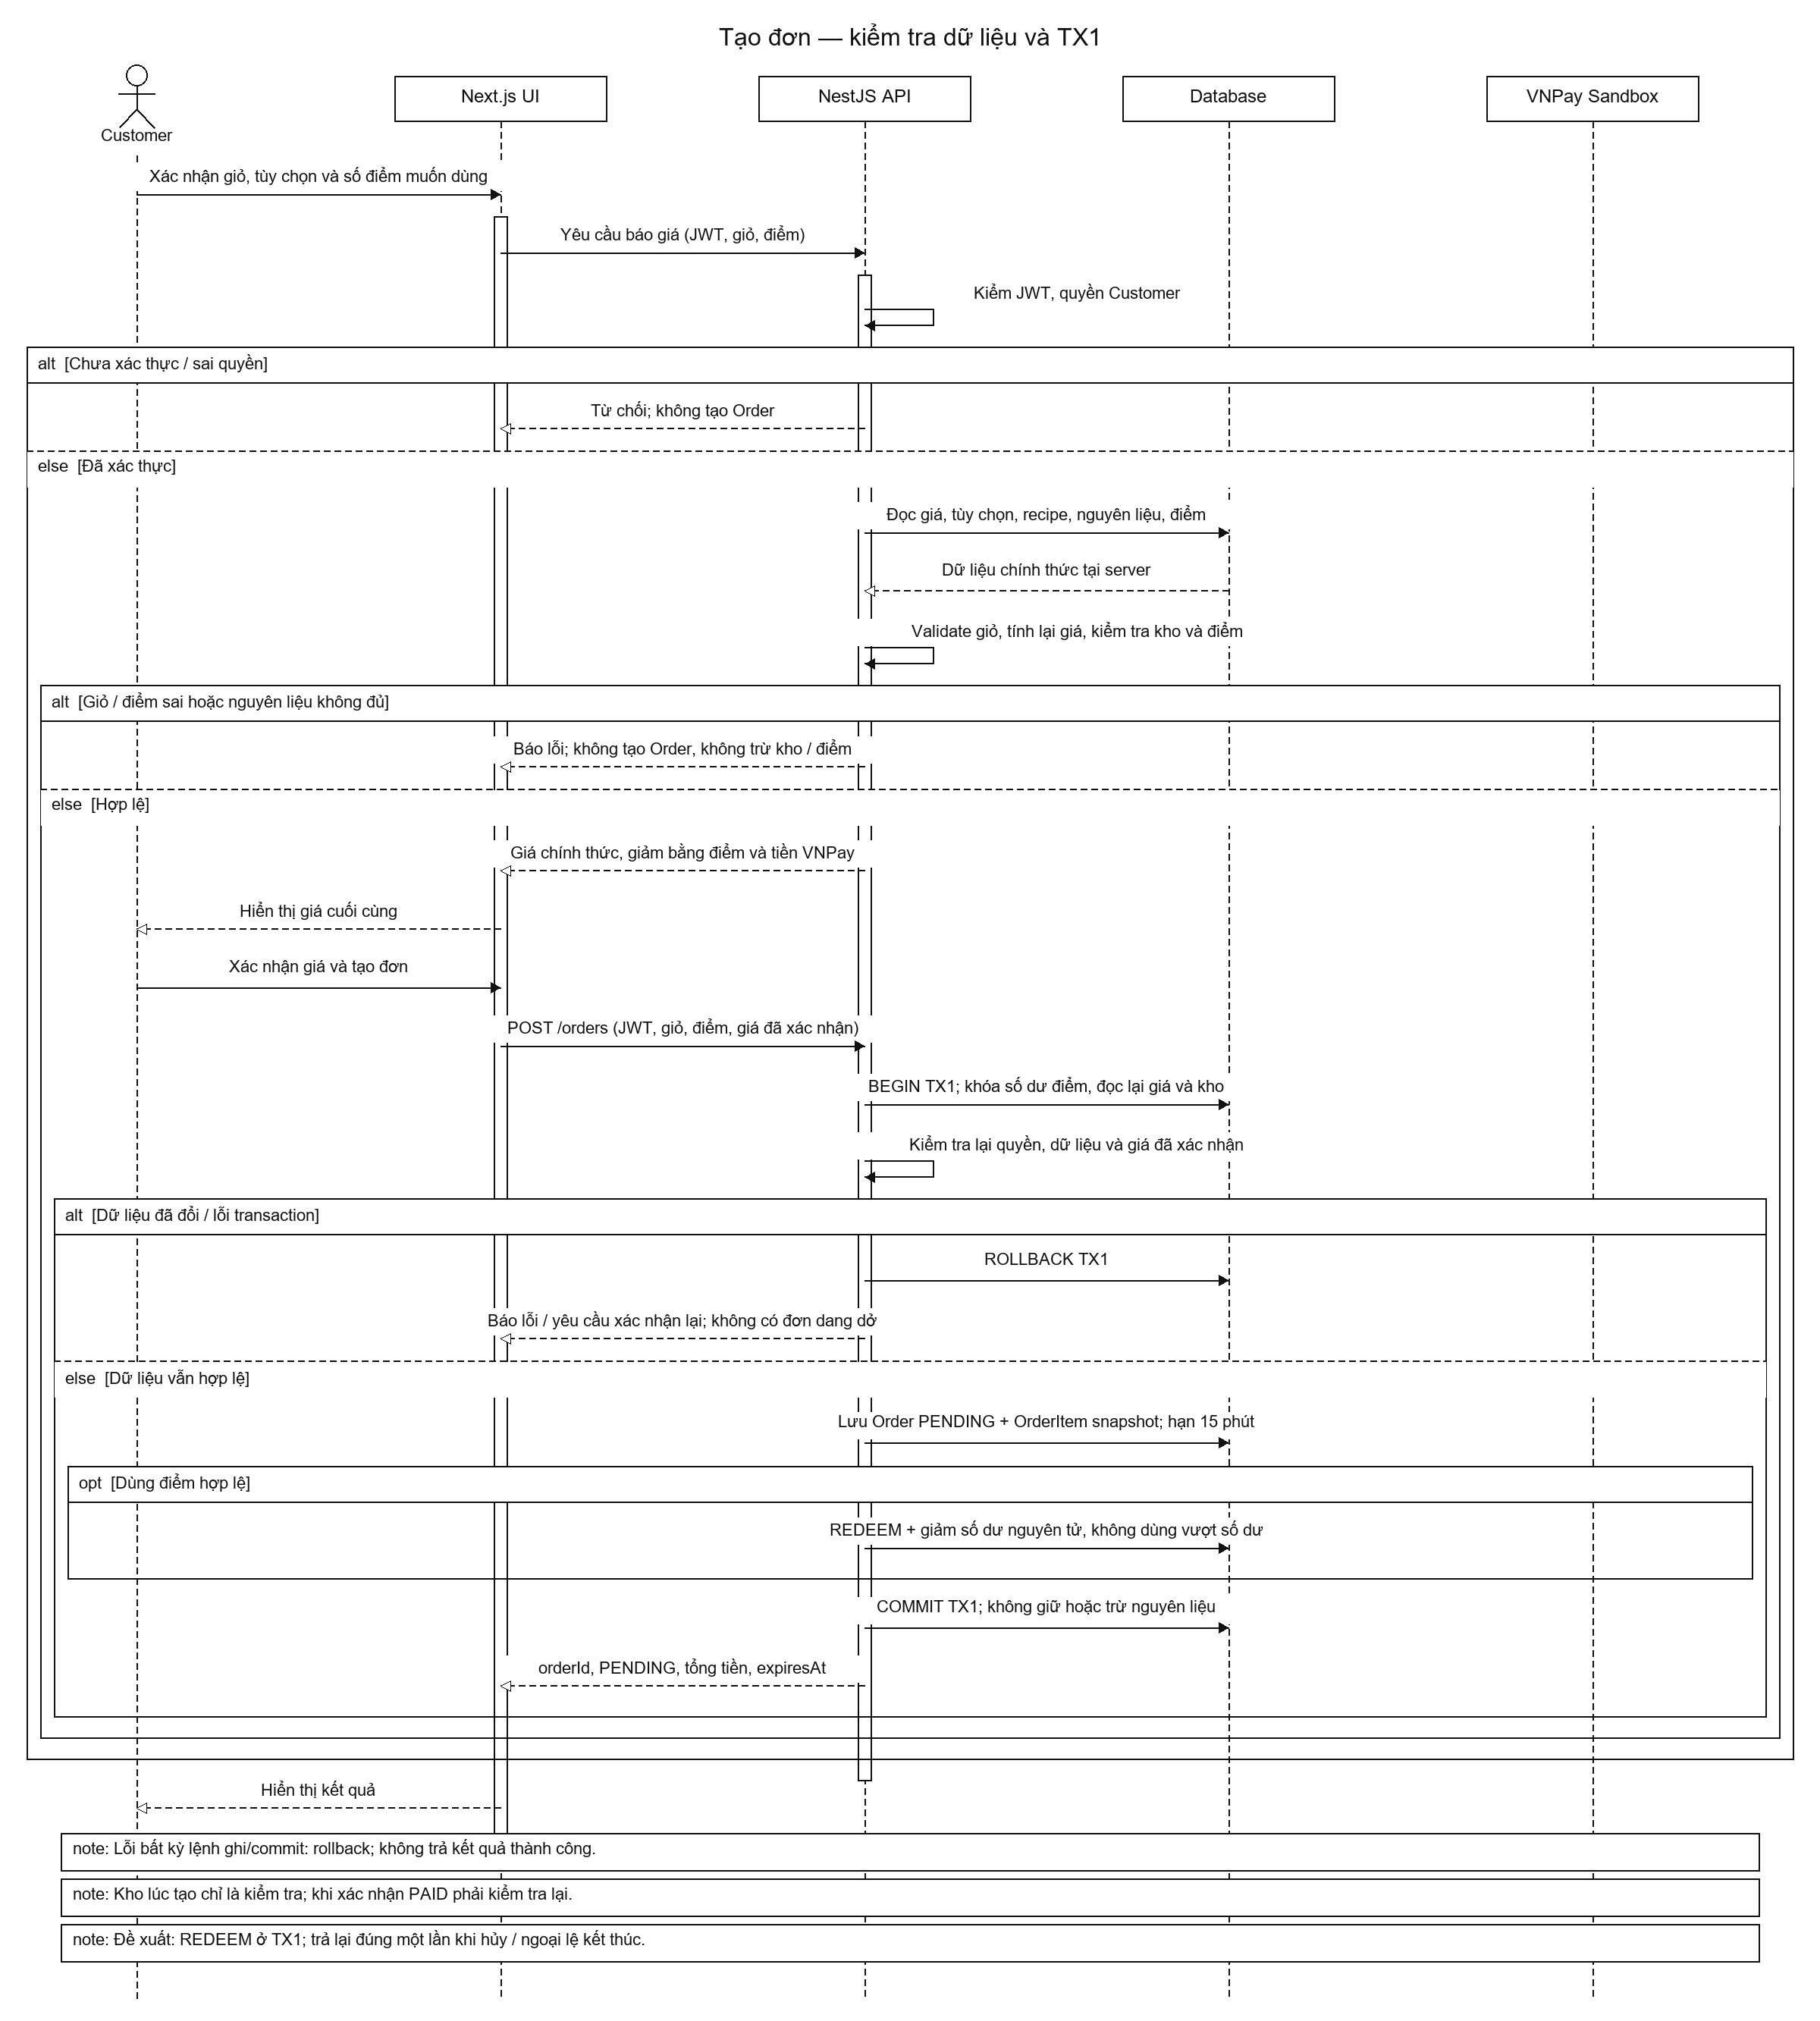 Tạo đơn — kiểm tra dữ liệu và TX1
Customer
Next.js UI
NestJS API
Database
VNPay Sandbox
Xác nhận giỏ, tùy chọn và số điểm muốn dùng
Yêu cầu báo giá (JWT, giỏ, điểm)
Kiểm JWT, quyền Customer
alt [Chưa xác thực / sai quyền]
Từ chối; không tạo Order
else [Đã xác thực]
Đọc giá, tùy chọn, recipe, nguyên liệu, điểm
Dữ liệu chính thức tại server
Validate giỏ, tính lại giá, kiểm tra kho và điểm
alt [Giỏ / điểm sai hoặc nguyên liệu không đủ]
Báo lỗi; không tạo Order, không trừ kho / điểm
else [Hợp lệ]
Giá chính thức, giảm bằng điểm và tiền VNPay
Hiển thị giá cuối cùng
Xác nhận giá và tạo đơn
POST /orders (JWT, giỏ, điểm, giá đã xác nhận)
BEGIN TX1; khóa số dư điểm, đọc lại giá và kho
Kiểm tra lại quyền, dữ liệu và giá đã xác nhận
alt [Dữ liệu đã đổi / lỗi transaction]
ROLLBACK TX1
Báo lỗi / yêu cầu xác nhận lại; không có đơn dang dở
else [Dữ liệu vẫn hợp lệ]
Lưu Order PENDING + OrderItem snapshot; hạn 15 phút
opt [Dùng điểm hợp lệ]
REDEEM + giảm số dư nguyên tử, không dùng vượt số dư
COMMIT TX1; không giữ hoặc trừ nguyên liệu
orderId, PENDING, tổng tiền, expiresAt
Hiển thị kết quả
note: Lỗi bất kỳ lệnh ghi/commit: rollback; không trả kết quả thành công.
note: Kho lúc tạo chỉ là kiểm tra; khi xác nhận PAID phải kiểm tra lại.
note: Đề xuất: REDEEM ở TX1; trả lại đúng một lần khi hủy / ngoại lệ kết thúc.